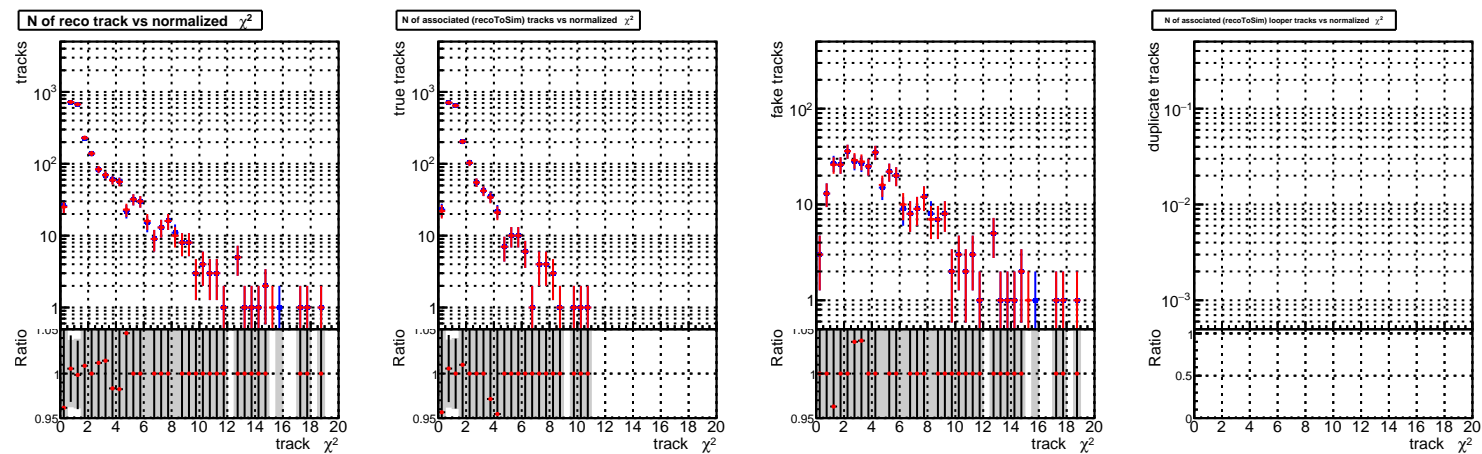 N of reco track vs normalized χ²
tracks
10³
10²
10
1
Ratio
1.05
1
0.95
0 2 4 6 8 10 12 14 16 18 20
track χ²
N of associated (recoToSim) tracks vs normalized χ²
true tracks
10³
10²
10
1
Ratio
1.05
1
0.95
0 2 4 6 8 10 12 14 16 18 20
track χ²
fake tracks
10²
10
1
Ratio
1.05
1
0.95
0 2 4 6 8 10 12 14 16 18 20
track χ²
N of associated (recoToSim) looper tracks vs normalized χ²
duplicate tracks
10⁻¹
10⁻²
10⁻³
Ratio
1
0.5
0
0 2 4 6 8 10 12 14 16 18 20
track χ²